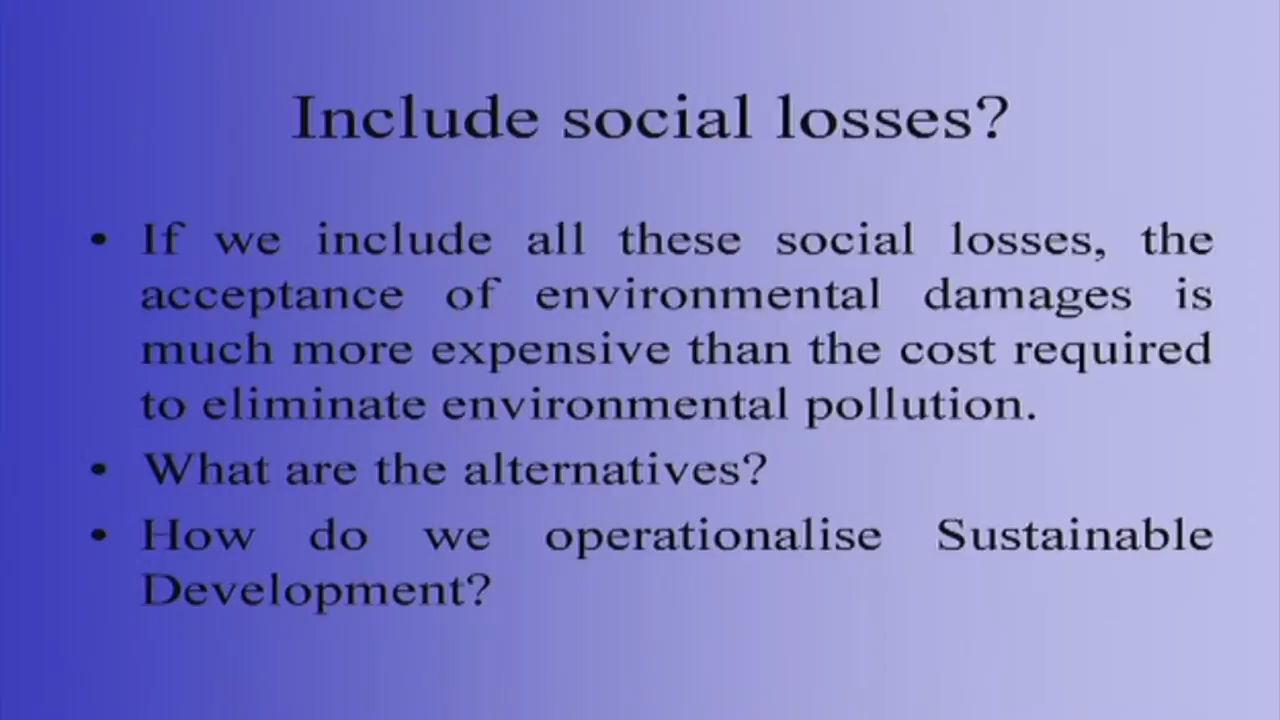 Include social losses?
• If we include all these social losses, the
acceptance of environmental damages is
much more expensive than the cost required
to eliminate environmental pollution.
• What are the alternatives?
• How do we operationalise Sustainable
Development?